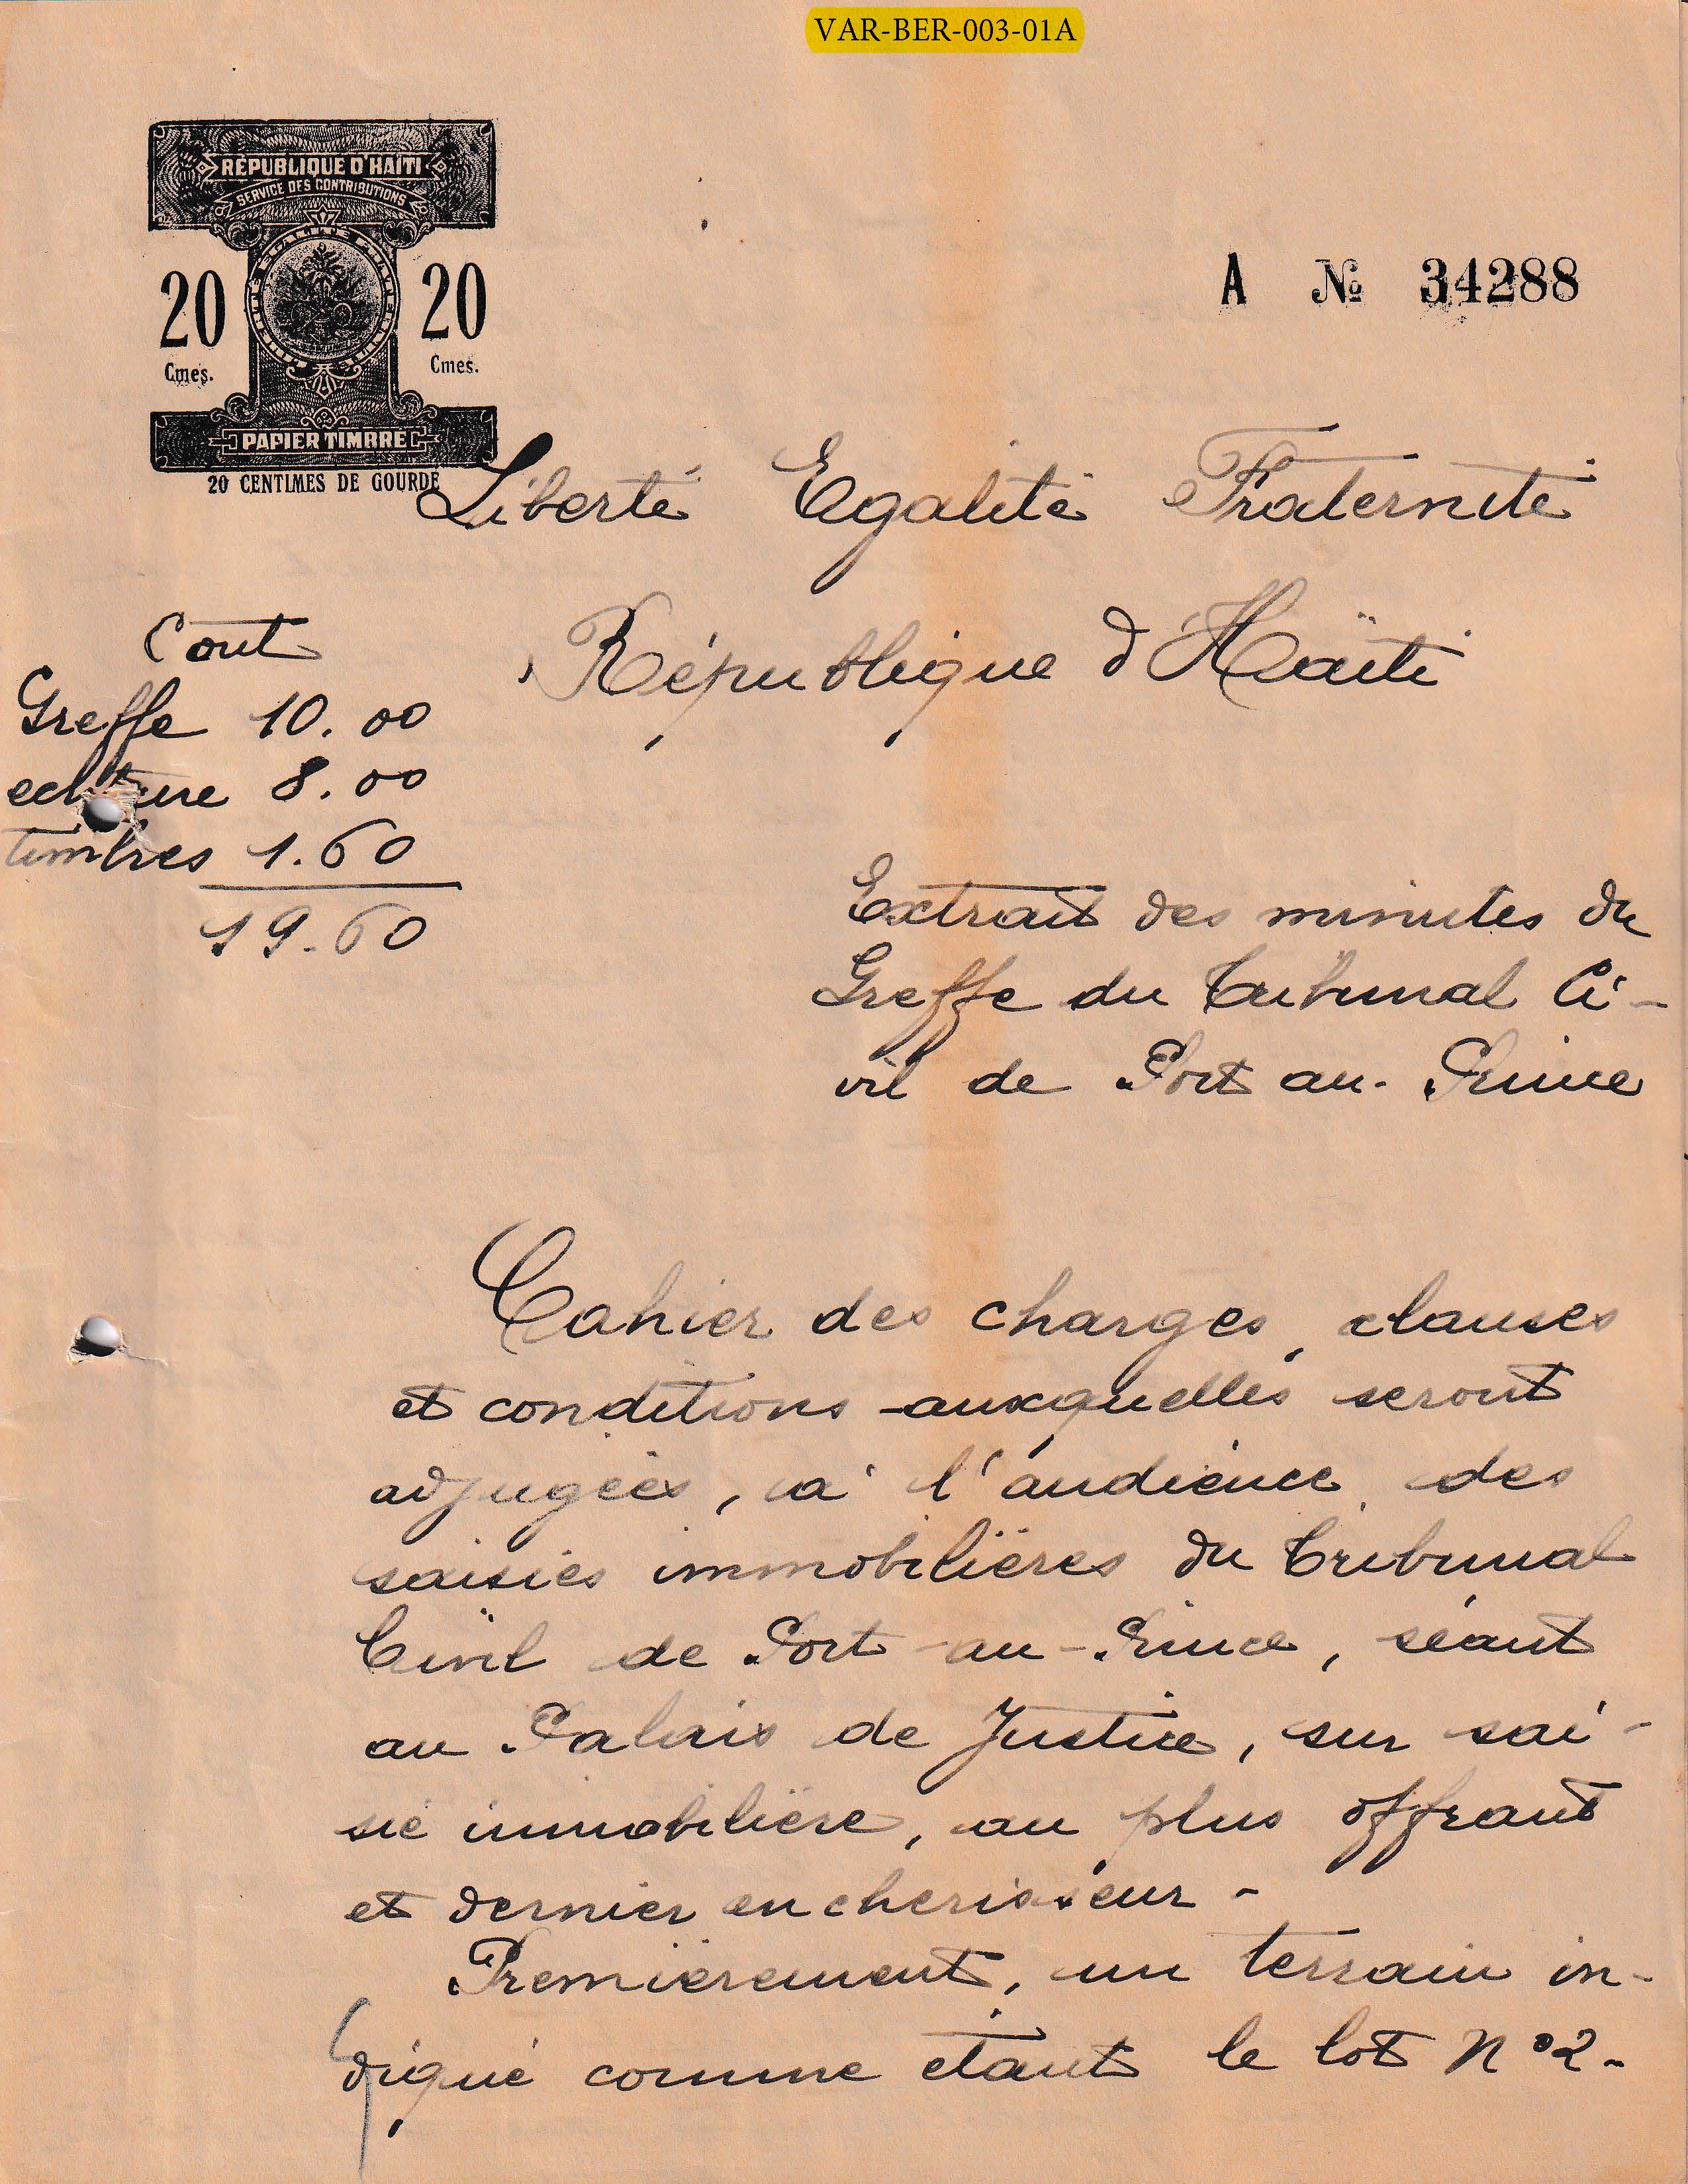 VAR-BER-003-01A
RÉPUBLIQUE D'HAITI
SERVICE DES CONTRIBUTIONS
20 20
Cmes. Cmes.
PAPIER TIMBRE
20 CENTIMES DE GOURDE
A № 34288
Liberté Egalité Fraternité
République d'Haïti
Cout
Greffe 10.00
timbres 1.60
8.00
19.60
Extrait des minutes du
Greffe du Tribunal Ci-
vil de Port au-Prince
Cahier des charges, clauses
et conditions auxquelles seront
adjugées, à l'audience des
saisies immobilières du Tribunal
Civil de Port-au-Prince, séant
au Palais de Justice, sur sai-
sie immobilière, au plus offrant
et dernier encherisseur-
Premièrement, un terrain in-
diqué comme étant le lot No 2-